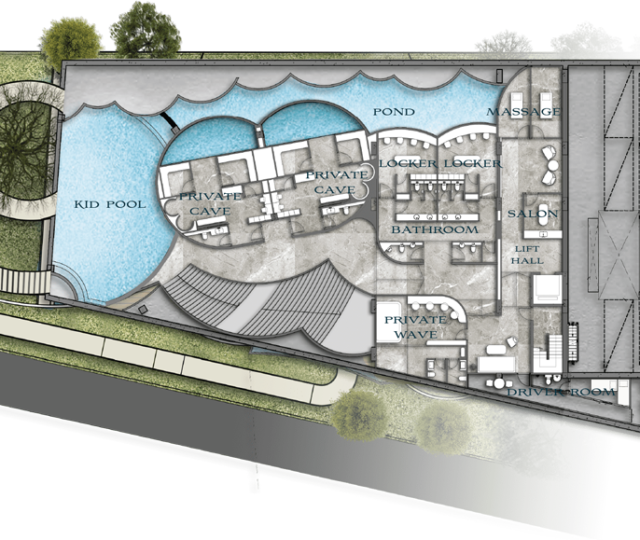 POND
MASSAGE
LOCKER LOCKER
PRIVATE
CAVE
PRIVATE
CAVE
KID POOL
SALON
BATHROOM
LIFT
HALL
PRIVATE
WAVE
DRIVER ROOM